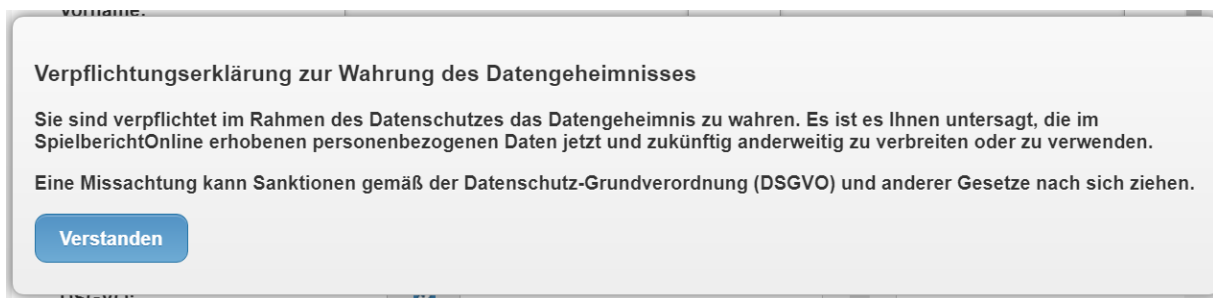 Vorname:
Verpflichtungserklärung zur Wahrung des Datengeheimnisses
Sie sind verpflichtet im Rahmen des Datenschutzes das Datengeheimnis zu wahren. Es ist es Ihnen untersagt, die im
SpielberichtOnline erhobenen personenbezogenen Daten jetzt und zukünftig anderweitig zu verbreiten oder zu verwenden.
Eine Missachtung kann Sanktionen gemäß der Datenschutz-Grundverordnung (DSGVO) und anderer Gesetze nach sich ziehen.
Verstanden
DSGVO: